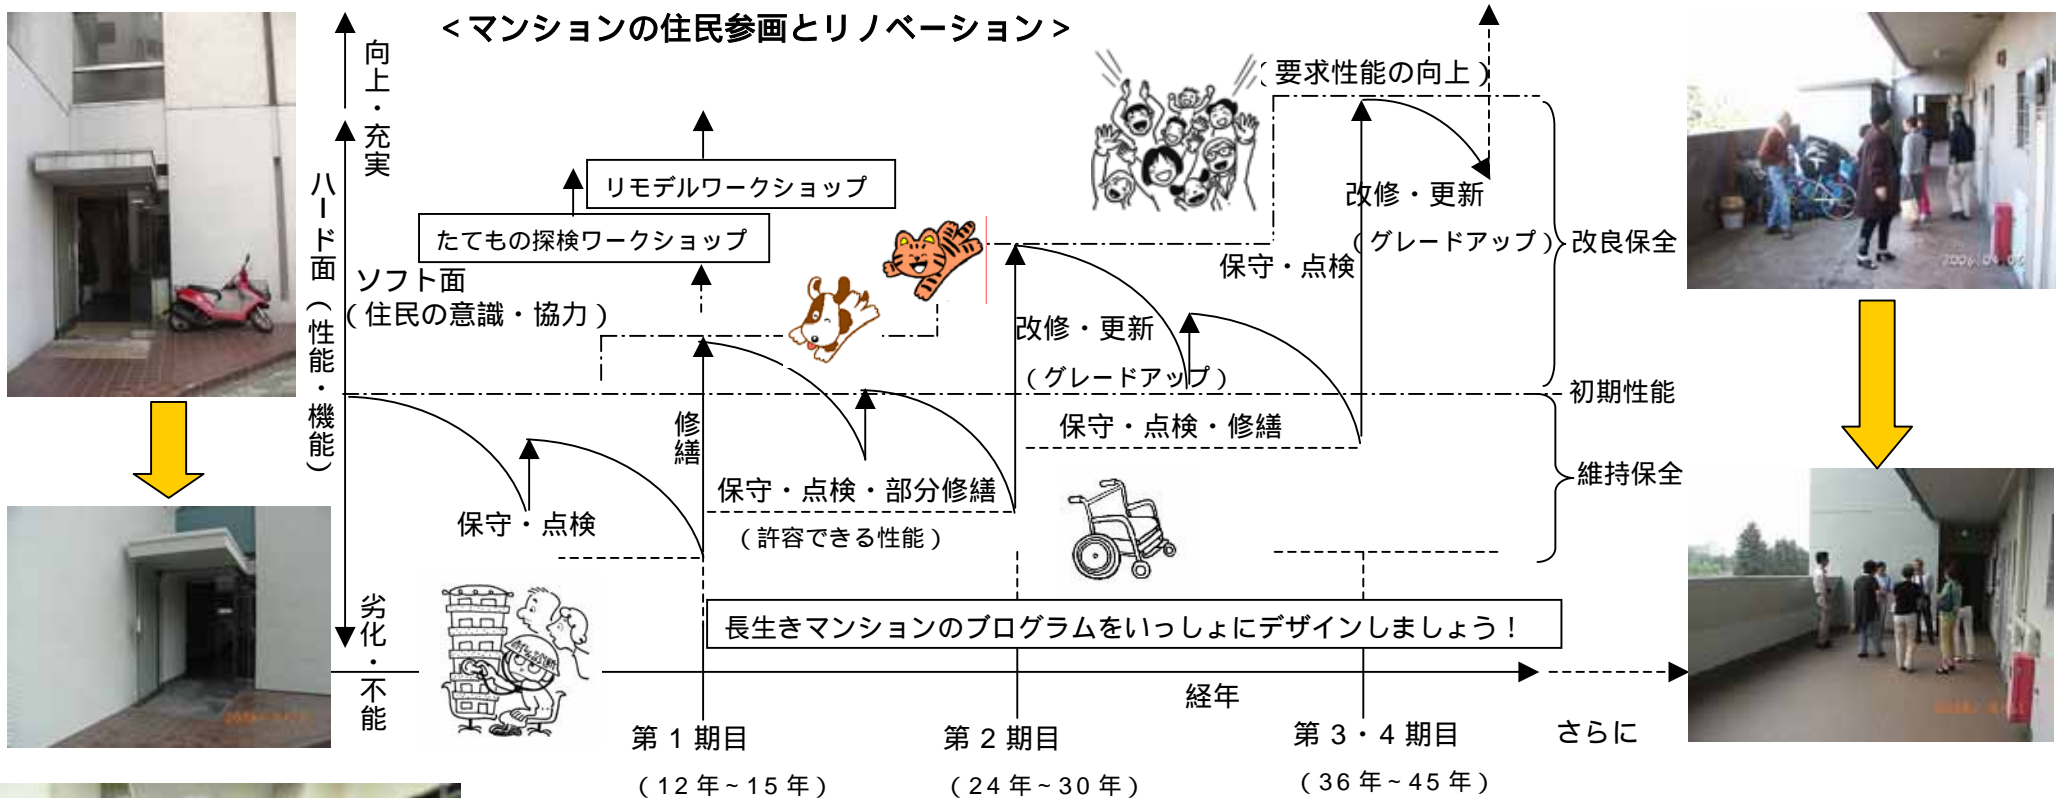 <マンションの住民参画とリノベーション>
向上・充実
(要求性能の向上)
リモデルワークショップ
改修・更新
ハード面(性能・機能)
たてもの探検ワークショップ
(グレードアップ)
改良保全
保守・点検
ソフト面
(住民の意識・協力)
改修・更新
(グレードアップ)
初期性能
修繕
保守・点検・修繕
維持保全
保守・点検・部分修繕
保守・点検
(許容できる性能)
劣化・不能
長生きマンションのプログラムをいっしょにデザインしましょう!
経年
第1期目
第2期目
第3・4期目
さらに
(12年~15年)
(24年~30年)
(36年~45年)